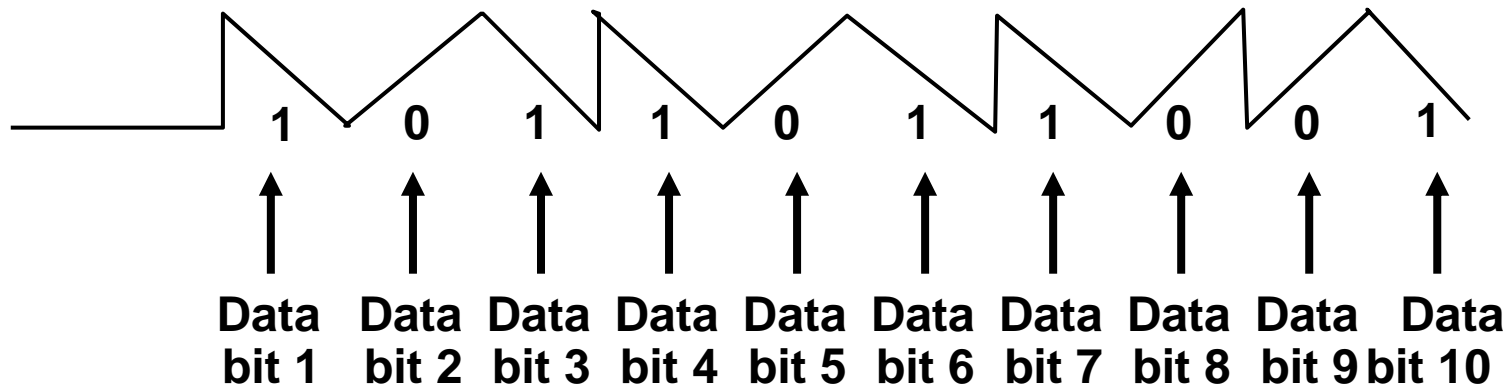 1 0 1 1 0 1 1 0 0 1
Data Data Data Data Data Data Data Data Data Data
bit 1 bit 2 bit 3 bit 4 bit 5 bit 6 bit 7 bit 8 bit 9 bit 10